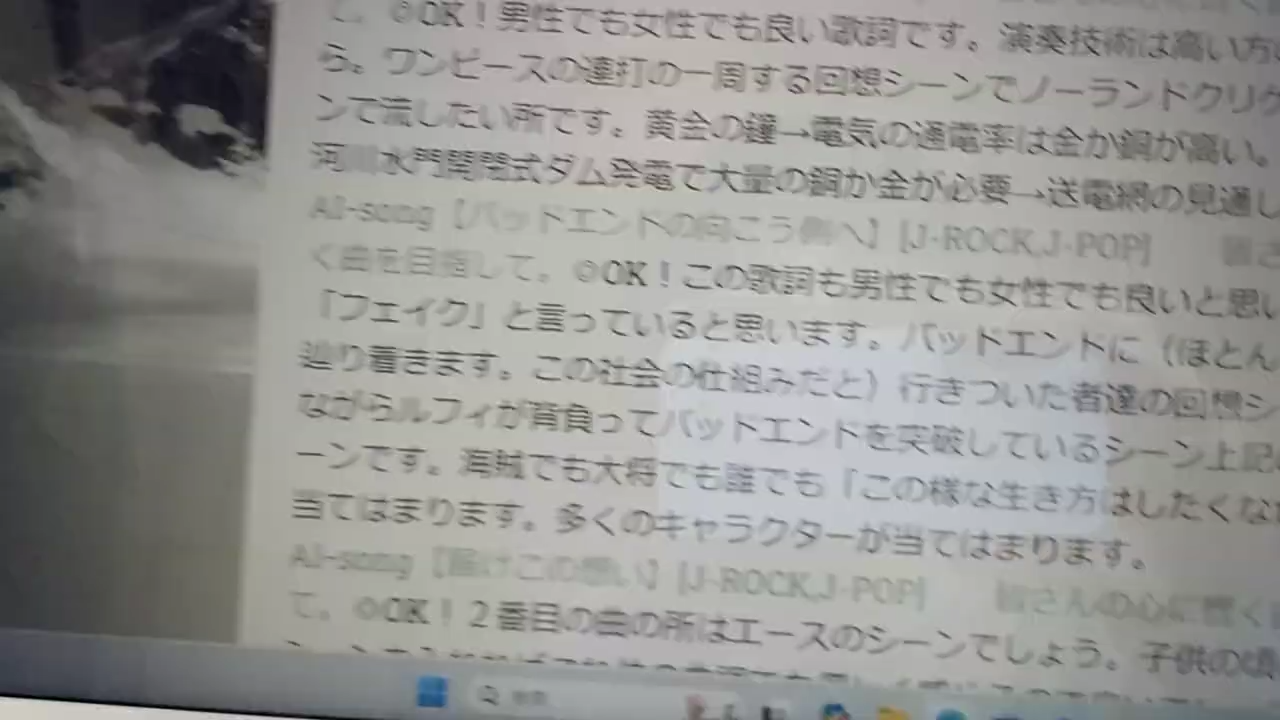 ◎OK！男性でも女性でも良い歌詞です。演奏技術は高い方
ら。ワンピースの連打の一周する回想シーンでノーランドクリケ
ンで流したい所です。黄金の鐘→電気の通電率は金か銅が高い。
河川水門開閉式ダム発電で大量の銅か金が必要→送電網の見通し
AI-song【バッドエンドの向こう側へ】[J-ROCK,J-POP]
く曲を目指して。◎OK！この歌詞も男性でも女性でも良いと思い
「フェイク」と言っていると思います。バッドエンドに（ほとん
辿り着きます。この社会の仕組みだと）行きついた者達の回想シ
ながらルフィが背負ってバッドエンドを突破しているシーン上記
ーンです。海賊でも大将でも誰でも「この様な生き方はしたくな
当てはまります。多くのキャラクターが当てはまります。
AI-song【届けこの想い】[J-ROCK,J-POP] 皆さんの心に響く
て。◎OK！２番目の曲の所はエースのシーンでしょう。子供の頃